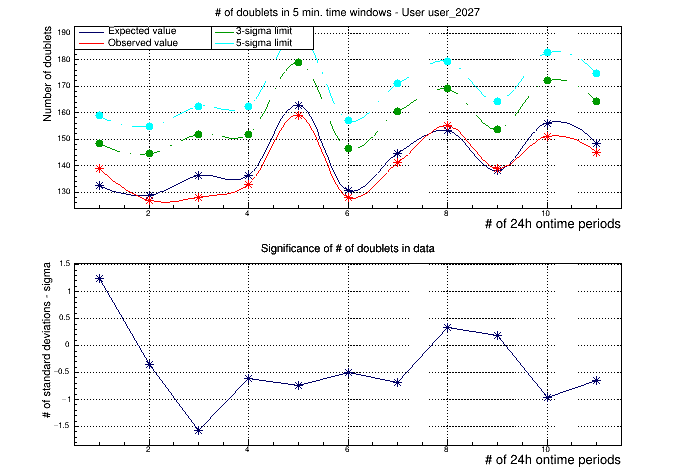 # of doublets in 5 min. time windows - User user_2027
Number of doublets
190
180
170
160
150
140
130
Expected value
3-sigma limit
Observed value
5-sigma limit
2 4 6 8 10
# of 24h ontime periods
Significance of # of doublets in data
# of standard deviations - sigma
1.5
1
0.5
0
−0.5
−1
−1.5
2 4 6 8 10
# of 24h ontime periods